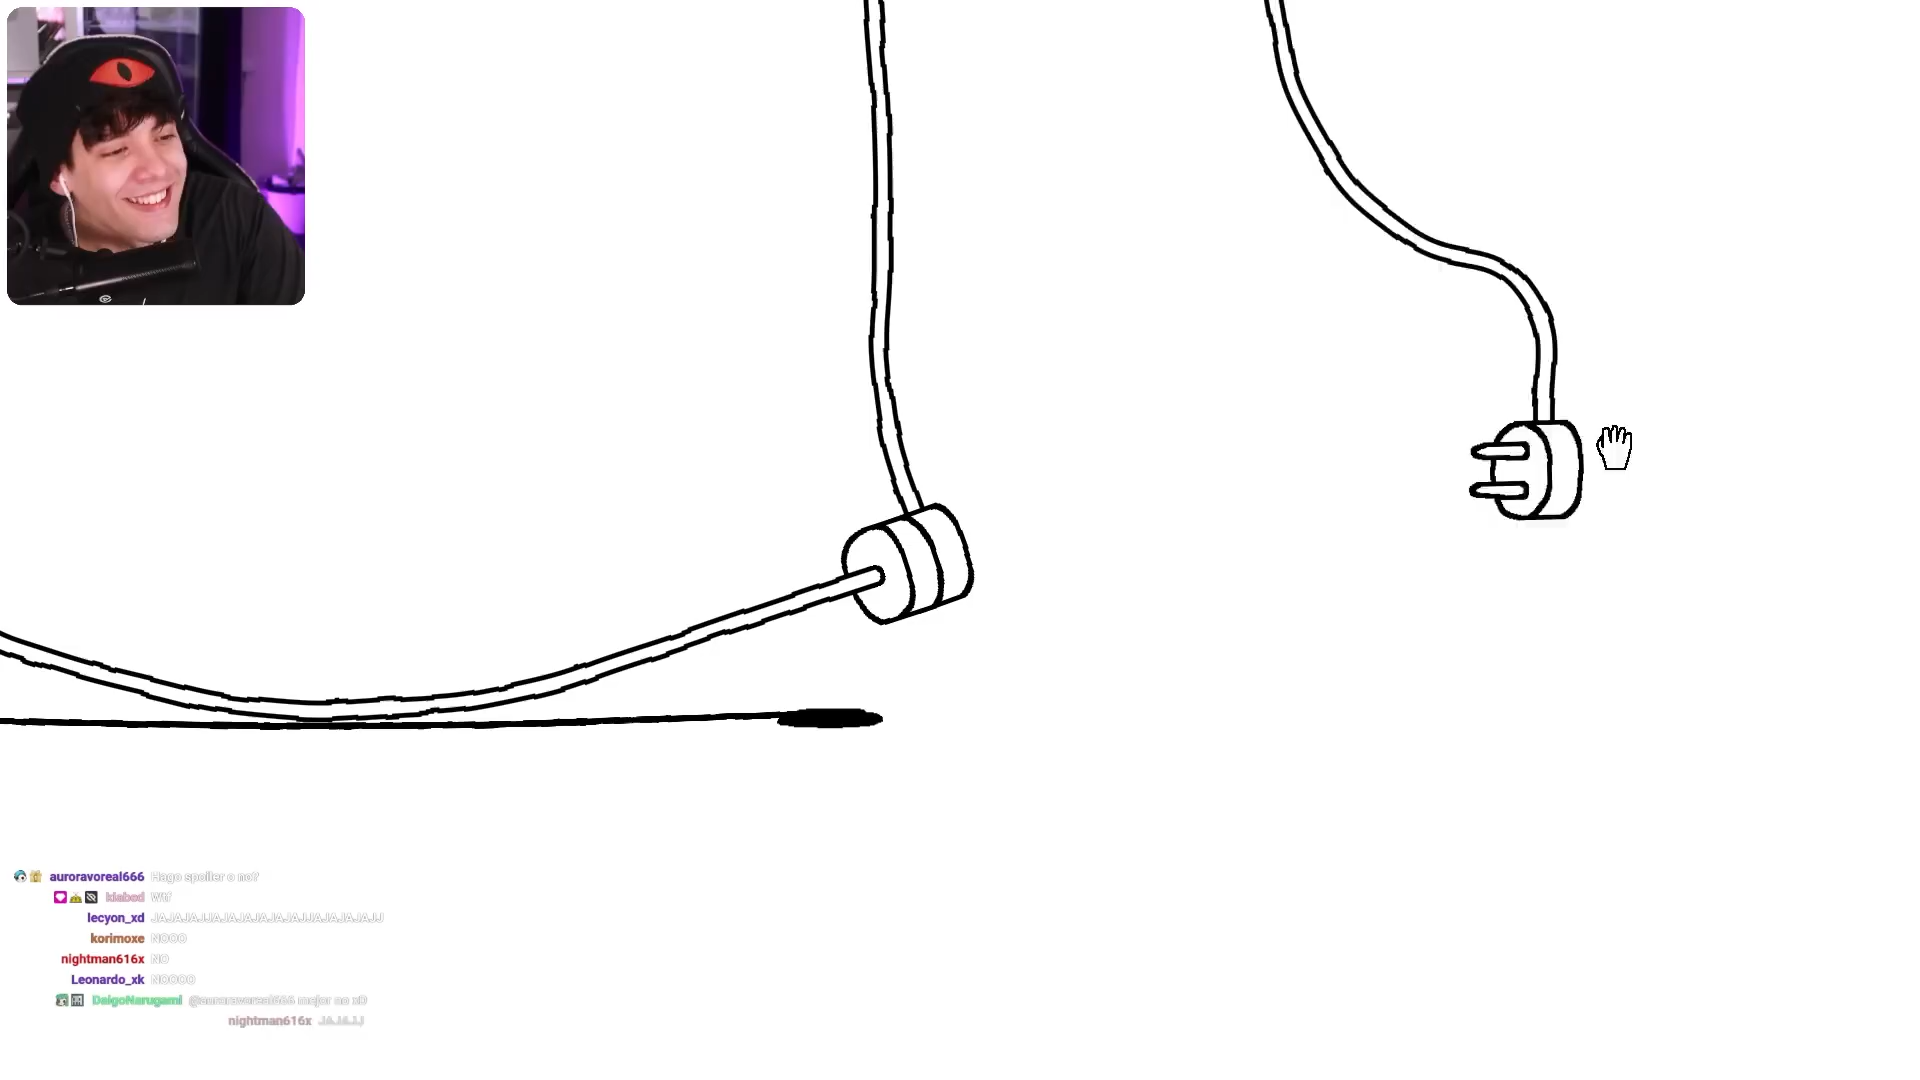 auroravoreal666 Hago spoiler o no?
klabed Wtf
lecyon_xd JAJAJAJJAJAJAJAJAJAJJAJAJAJAJJ
korimoxe NOOO
nightman616x NO
Leonardo_xk NOOOO
DaigoNarugami @auroravoreal666 mejor no xD
nightman616x JAJAJJ